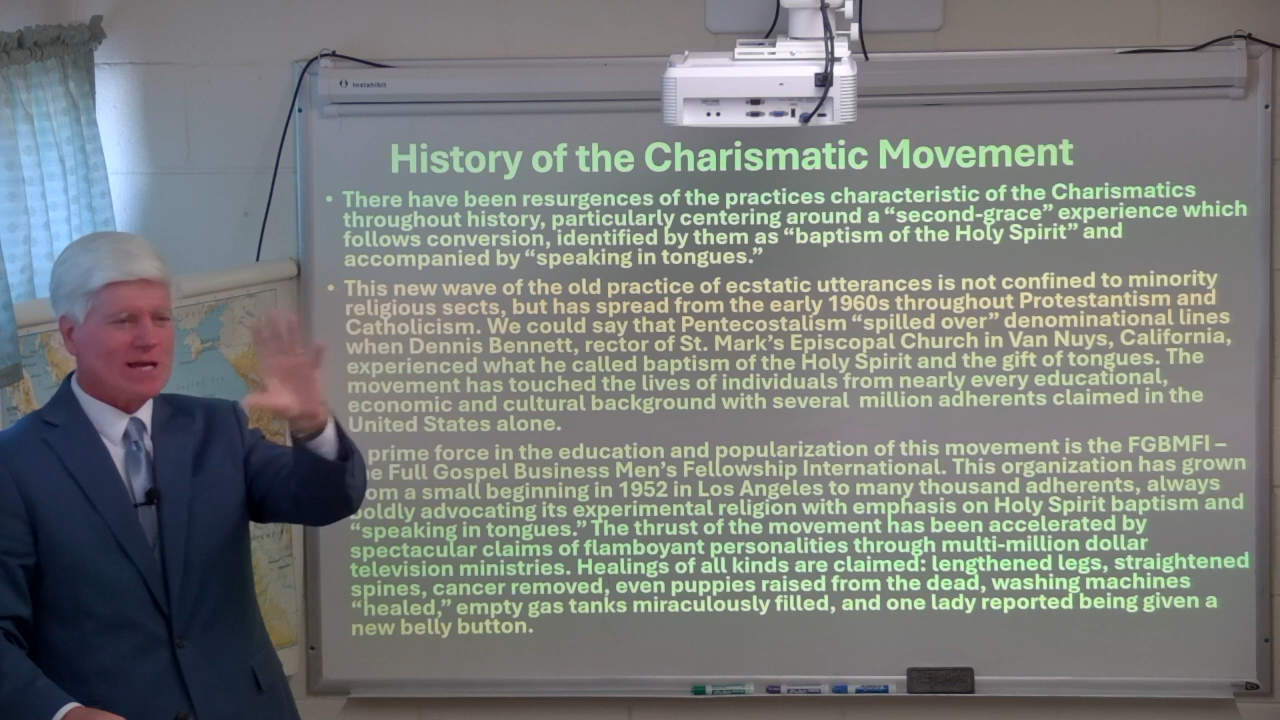 Instahibit
History of the Charismatic Movement
• There have been resurgences of the practices characteristic of the Charismatics
throughout history, particularly centering around a “second-grace” experience which
follows conversion, identified by them as “baptism of the Holy Spirit” and
accompanied by “speaking in tongues.”
• This new wave of the old practice of ecstatic utterances is not confined to minority
religious sects, but has spread from the early 1960s throughout Protestantism and
Catholicism. We could say that Pentecostalism “spilled over” denominational lines
when Dennis Bennett, rector of St. Mark’s Episcopal Church in Van Nuys, California,
experienced what he called baptism of the Holy Spirit and the gift of tongues. The
movement has touched the lives of individuals from nearly every educational,
economic and cultural background with several million adherents claimed in the
United States alone.
prime force in the education and popularization of this movement is the FGBMFI –
Full Gospel Business Men’s Fellowship International. This organization has grown
a small beginning in 1952 in Los Angeles to many thousand adherents, always
boldly advocating its experimental religion with emphasis on Holy Spirit baptism and
“speaking in tongues.” The thrust of the movement has been accelerated by
spectacular claims of flamboyant personalities through multi-million dollar
television ministries. Healings of all kinds are claimed: lengthened legs, straightened
spines, cancer removed, even puppies raised from the dead, washing machines
“healed,” empty gas tanks miraculously filled, and one lady reported being given a
new belly button.